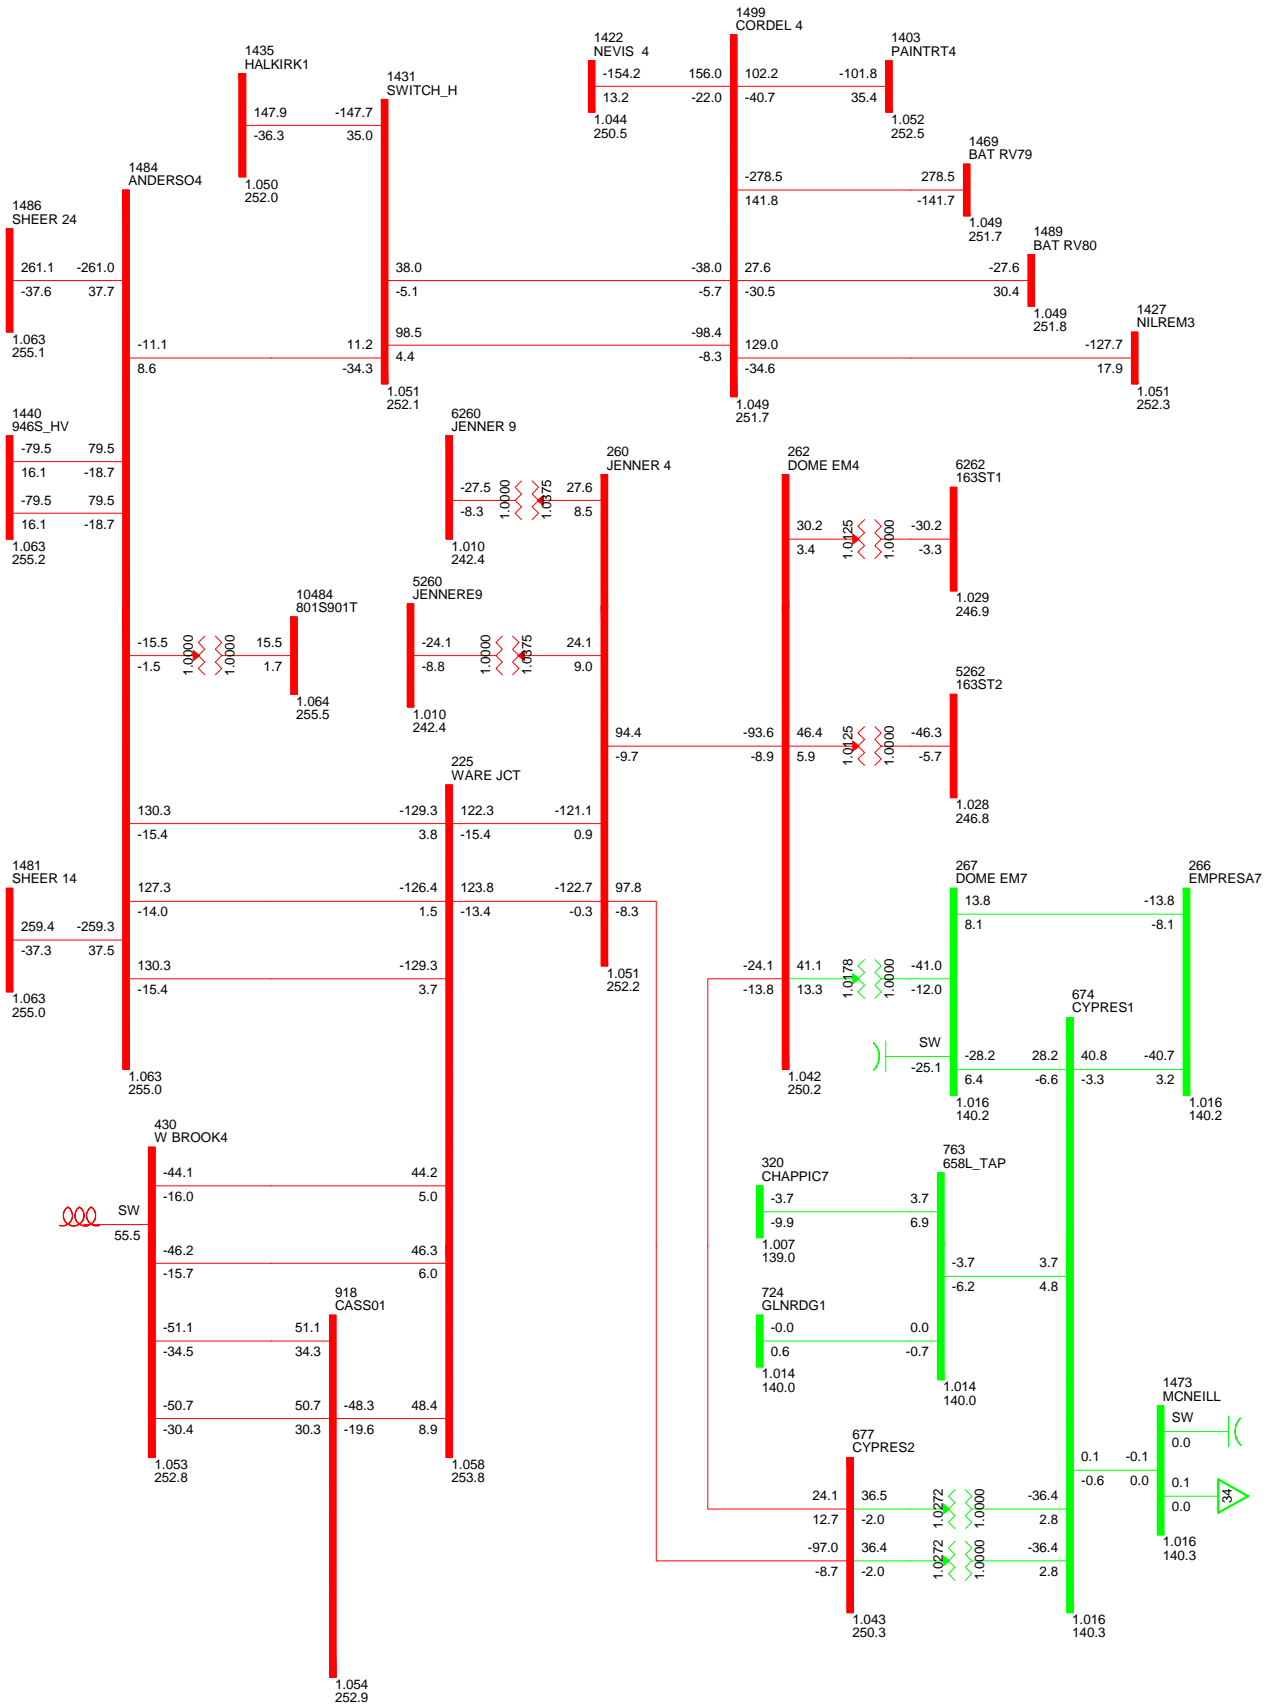 1499
CORDEL 4
1422
NEVIS  4
1403
PAINTRT4
-154.2 156.0 102.2 -101.8
13.2 -22.0 -40.7 35.4
1.044
250.5
1.052
252.5
1435
HALKIRK1
1431
SWITCH_H
147.9 -147.7
-36.3 35.0
1.050
252.0
1469
BAT RV79
-278.5 278.5
141.8 -141.7
1.049
251.7
1484
ANDERSO4
1486
SHEER 24
261.1 -261.0
-37.6 37.7
1.063
255.1
1489
BAT RV80
38.0 -38.0 27.6 -27.6
-5.1 -5.7 -30.5 30.4
1.049
251.8
1427
NILREM3
98.5 -98.4 129.0 -127.7
4.4 -8.3 -34.6 17.9
-11.1 11.2
8.6 -34.3
1.051
252.1
1.049
251.7
1.051
252.3
1440
946S_HV
-79.5 79.5
16.1 -18.7
-79.5 79.5
16.1 -18.7
1.063
255.2
6260
JENNER 9
260
JENNER 4
-27.5 1.0000 1.0375 27.6
-8.3 8.5
1.010
242.4
262
DOME EM4
6262
163ST1
30.2 1.0125 1.0000 -30.2
3.4 -3.3
1.029
246.9
10484
801S901T
-15.5 1.0000 1.0000 15.5
-1.5 1.7
1.064
255.5
5260
JENNERE9
-24.1 1.0000 1.0375 24.1
-8.8 9.0
1.010
242.4
5262
163ST2
94.4 -93.6 46.4 1.0125 1.0000 -46.3
-9.7 -8.9 5.9 -5.7
1.028
246.8
225
WARE JCT
130.3 -129.3 122.3 -121.1
-15.4 3.8 -15.4 0.9
1481
SHEER 14
259.4 -259.3
-37.3 37.5
1.063
255.0
127.3 -126.4 123.8 -122.7 97.8
-14.0 1.5 -13.4 -0.3 -8.3
130.3 -129.3
-15.4 3.7
1.051
252.2
1.063
255.0
267
DOME EM7
266
EMPRESA7
13.8 -13.8
8.1 -8.1
-24.1 41.1 1.0178 1.0000 -41.0
-13.8 13.3 -12.0
674
CYPRES1
SW
-25.1
-28.2 28.2 40.8 -40.7
6.4 -6.6 -3.3 3.2
1.042
250.2
1.016
140.2
1.016
140.2
430
W BROOK4
-44.1 44.2
-16.0 5.0
SW
55.5
-46.2 46.3
-15.7 6.0
320
CHAPPIC7
763
658L_TAP
-3.7 3.7
-9.9 6.9
1.007
139.0
-3.7 3.7
-6.2 4.8
724
GLNRDG1
-0.0 0.0
0.6 -0.7
1.014
140.0
1.014
140.0
918
CASS01
-51.1 51.1
-34.5 34.3
-50.7 50.7 -48.3 48.4
-30.4 30.3 -19.6 8.9
1.053
252.8
1.058
253.8
1.054
252.9
1473
MCNEILL
SW
0.0
0.1 -0.1
-0.6 0.0
0.1
0.0
34
1.016
140.3
677
CYPRES2
24.1 36.5 1.0272 1.0000 -36.4
12.7 -2.0 2.8
-97.0 36.4 1.0272 1.0000 -36.4
-8.7 -2.0 2.8
1.043
250.3
1.016
140.3